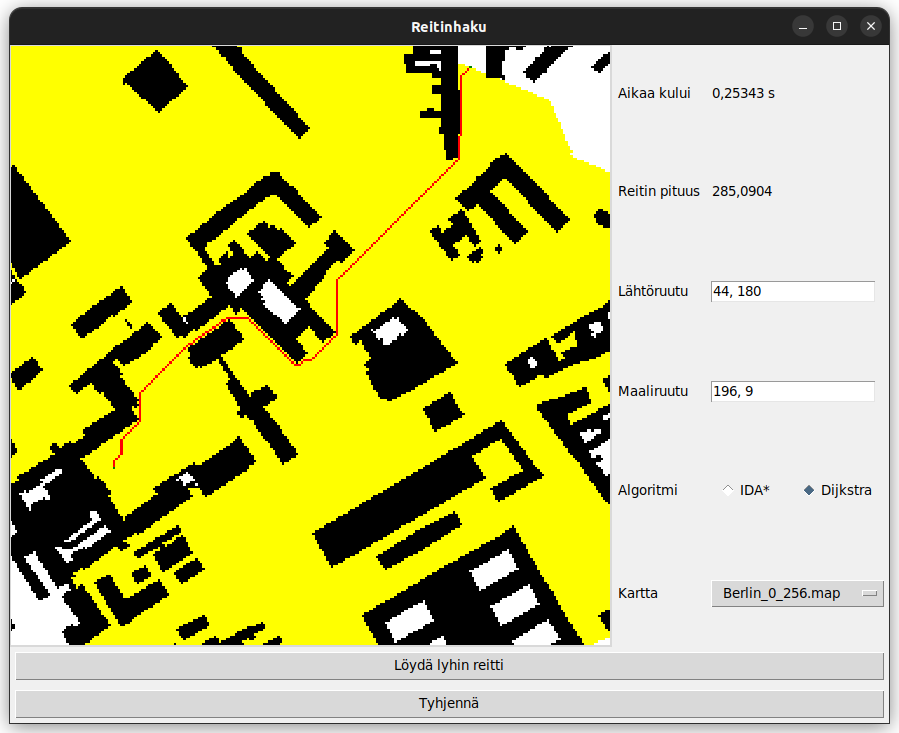 Reitinhaku
Aikaa kului 0,25343 s
Reitin pituus 285,0904
Lähtöruutu 44, 180
Maaliruutu 196, 9
Algoritmi IDA* Dijkstra
Kartta Berlin_0_256.map
Löydä lyhin reitti
Tyhjennä